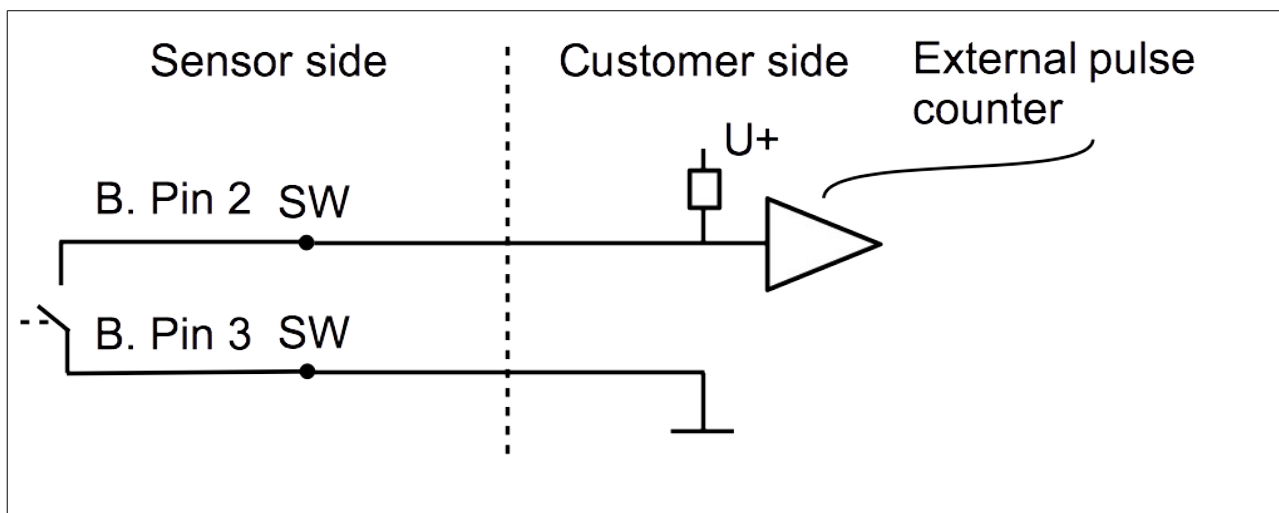 Sensor side
Customer side
External pulse
counter
U+
B. Pin 2 SW
B. Pin 3 SW